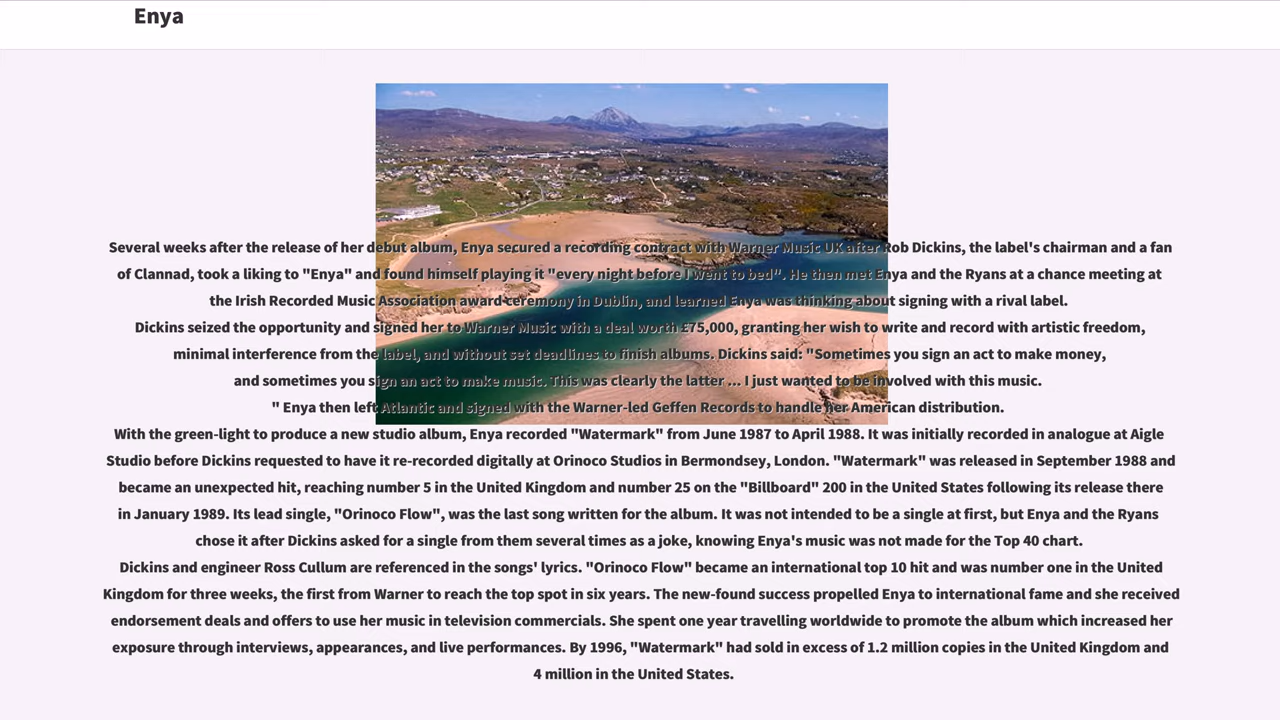 Enya
Several weeks after the release of her debut album, Enya secured a recording contract with Warner Music UK after Rob Dickins, the label's chairman and a fan
of Clannad, took a liking to "Enya" and found himself playing it "every night before I went to bed". He then met Enya and the Ryans at a chance meeting at
the Irish Recorded Music Association award ceremony in Dublin, and learned Enya was thinking about signing with a rival label.
Dickins seized the opportunity and signed her to Warner Music with a deal worth £75,000, granting her wish to write and record with artistic freedom,
minimal interference from the label, and without set deadlines to finish albums. Dickins said: "Sometimes you sign an act to make money,
and sometimes you sign an act to make music. This was clearly the latter ... I just wanted to be involved with this music.
" Enya then left Atlantic and signed with the Warner-led Geffen Records to handle her American distribution.
With the green-light to produce a new studio album, Enya recorded "Watermark" from June 1987 to April 1988. It was initially recorded in analogue at Aigle
Studio before Dickins requested to have it re-recorded digitally at Orinoco Studios in Bermondsey, London. "Watermark" was released in September 1988 and
became an unexpected hit, reaching number 5 in the United Kingdom and number 25 on the "Billboard" 200 in the United States following its release there
in January 1989. Its lead single, "Orinoco Flow", was the last song written for the album. It was not intended to be a single at first, but Enya and the Ryans
chose it after Dickins asked for a single from them several times as a joke, knowing Enya's music was not made for the Top 40 chart.
Dickins and engineer Ross Cullum are referenced in the songs' lyrics. "Orinoco Flow" became an international top 10 hit and was number one in the United
Kingdom for three weeks, the first from Warner to reach the top spot in six years. The new-found success propelled Enya to international fame and she received
endorsement deals and offers to use her music in television commercials. She spent one year travelling worldwide to promote the album which increased her
exposure through interviews, appearances, and live performances. By 1996, "Watermark" had sold in excess of 1.2 million copies in the United Kingdom and
4 million in the United States.